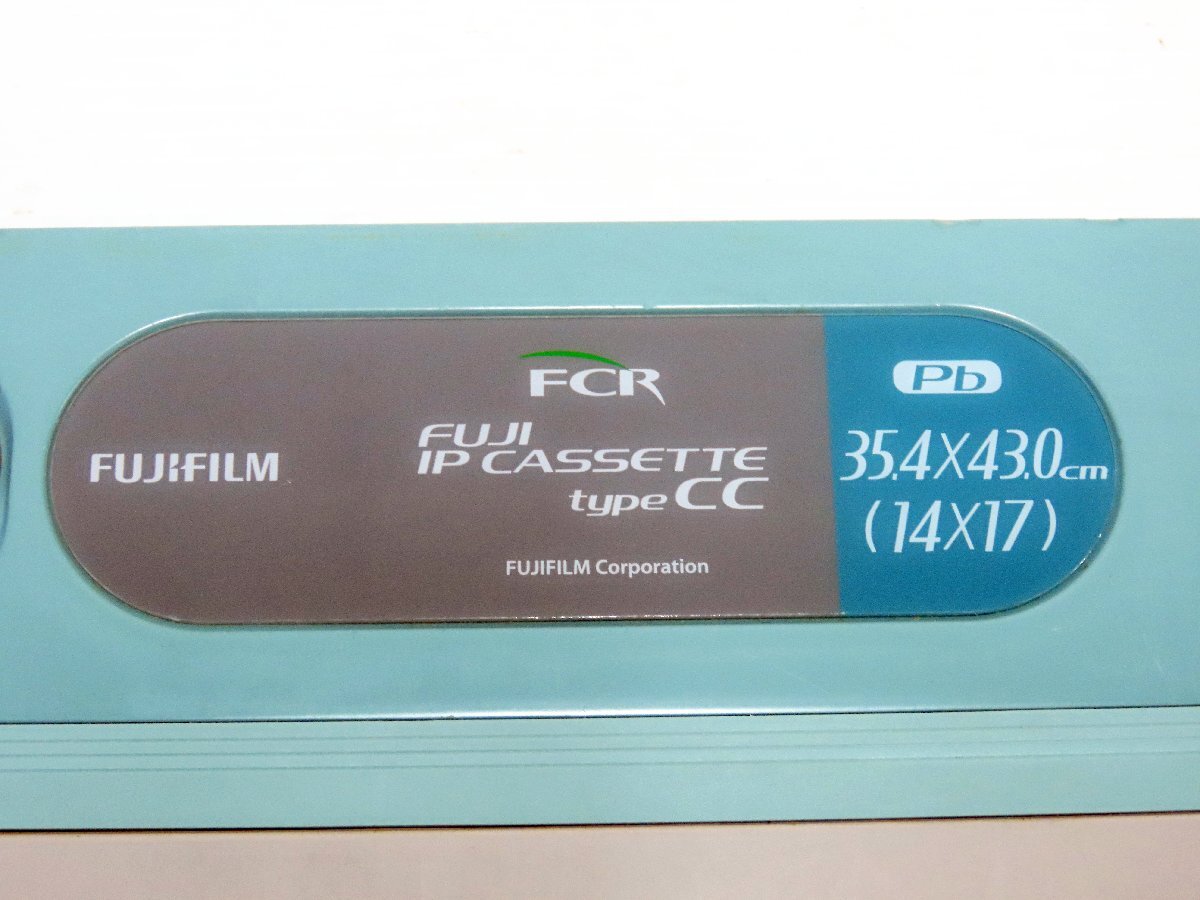 FUJIFILM
FCR
FUJI
IP CASSETTE
type CC
FUJIFILM Corporation
Pb
35.4X43.0cm
(14X17)